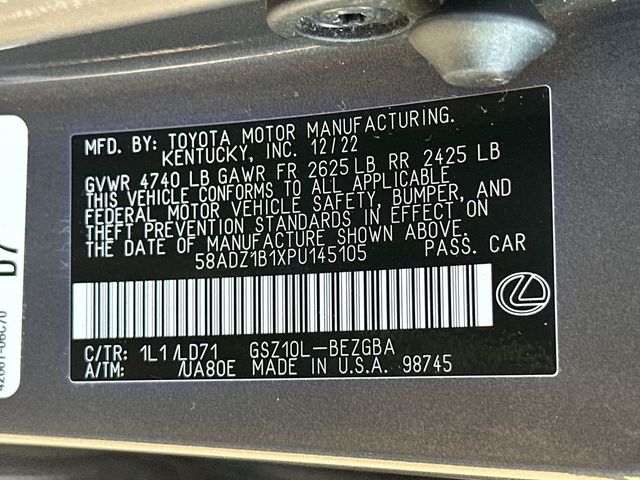 MFD. BY: TOYOTA MOTOR MANUFACTURING.
KENTUCKY, INC. 12/22
GVWR 4740 LB GAWR FR 2625 LB RR 2425 LB
THIS VEHICLE CONFORMS TO ALL APPLICABLE
FEDERAL MOTOR VEHICLE SAFETY, BUMPER, AND
THEFT PREVENTION STANDARDS IN EFFECT ON
THE DATE OF MANUFACTURE SHOWN ABOVE.
58ADZ1B1XPU145105 PASS. CAR
C/TR: 1L1/LD71 GSZ10L-BEZGBA
A/TM: /UA80E MADE IN U.S.A. 98745
D7